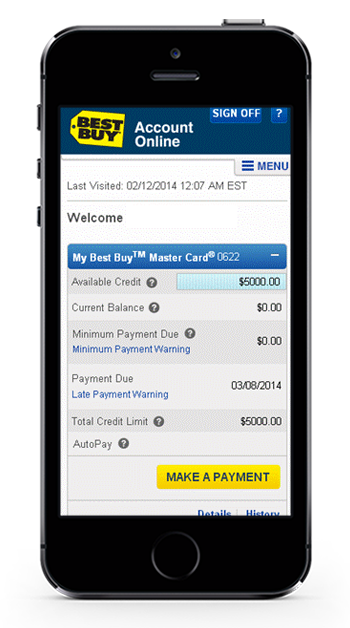 BEST BUY
Account Online
SIGN OFF ?
MENU
Last Visited: 02/12/2014 12:07 AM EST
Welcome
My Best Buy™ Master Card® 0622 −
Available Credit ? $5000.00
Current Balance ? $0.00
Minimum Payment Due ? $0.00
Minimum Payment Warning
Payment Due 03/08/2014
Late Payment Warning
Total Credit Limit ? $5000.00
AutoPay ?
MAKE A PAYMENT
Details History